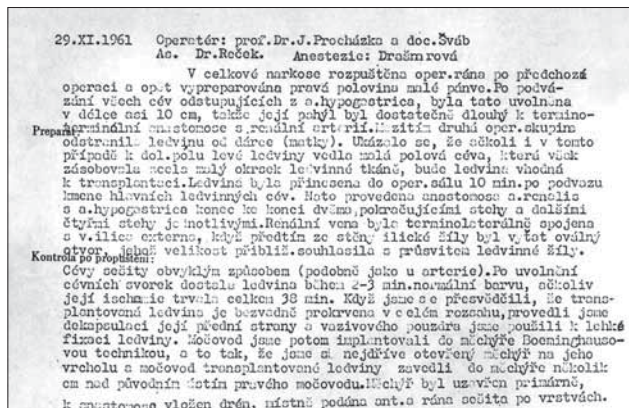 29.XI.1961 Operatér: prof.Dr.J.Procházka a doc.Šváb
As. Dr.Reček. Anestezie: Drašnarová
V celkové narkose rozpuštěna oper.rána po předchozí
operaci a opět vypreparována pravá polovina malé pánve.Po podvá-
zání všech cév odstupujících z a.hypogastrica, byla tato uvolněna
v délce asi 10 cm, takže její pahýl byl dostatečně dlouhý k termino-
Preparát:
terminální anastomose s renální arterií.Mezitím druhá oper.skupina
odstranila ledvinu od dárce (matky). Ukázalo se, že ačkoli i v tomto
případě k dol.polu levé ledviny vedla malá polová céva, která však
zásobovala zcela malý okrsek ledvinné tkáně, bude ledvina vhodná
k transplantaci.Ledvina byla přinesena do oper.sálu 10 min.po podvazu
kmene hlavních ledvinných cév. Nato provedena anastomosa a.renalis
s a.hypogastrica konec ke konci dvěma,pokračujícími stehy a dalšími
čtyřmi stehy jednotlivými.Renální vena byla terminolaterálně spojena
s v.ilica externa, když předtím ze stěny ilické žíly byl vyťat oválný
otvor, jehož velikost přibliž.souhlasila s průsvitem ledvinné žíly.
Kontrola po propuštění:
Cévy sešity obvyklým způsobem (podobně jako u arterie).Po uvolnění
cévních svorek dostala ledvina během 2-3 min.normální barvu, ačkoliv
její ischemie trvala celkem 38 min. Když jsme se přesvědčili, že trans-
plantovaná ledvina je bezvadně prokrvena v celém rozsahu,provedli jsme
dekapsulaci její přední strany a vazivového pouzdra jsme použili k lehké
fixaci ledviny. Močovod jsme potom implantovali do měchýře Boeminghauso-
vou technikou, a to tak, že jsme si nejdříve otevřeny měchýř na jeho
vrcholu a močovod transplantované ledviny zavedli do měchýře několik
cm nad původním ústím pravého močovodu.Měchýř byl uzavřen primárně,
k anastomose vložen drén, místně podána ant.a rána sešita po vrstvách.